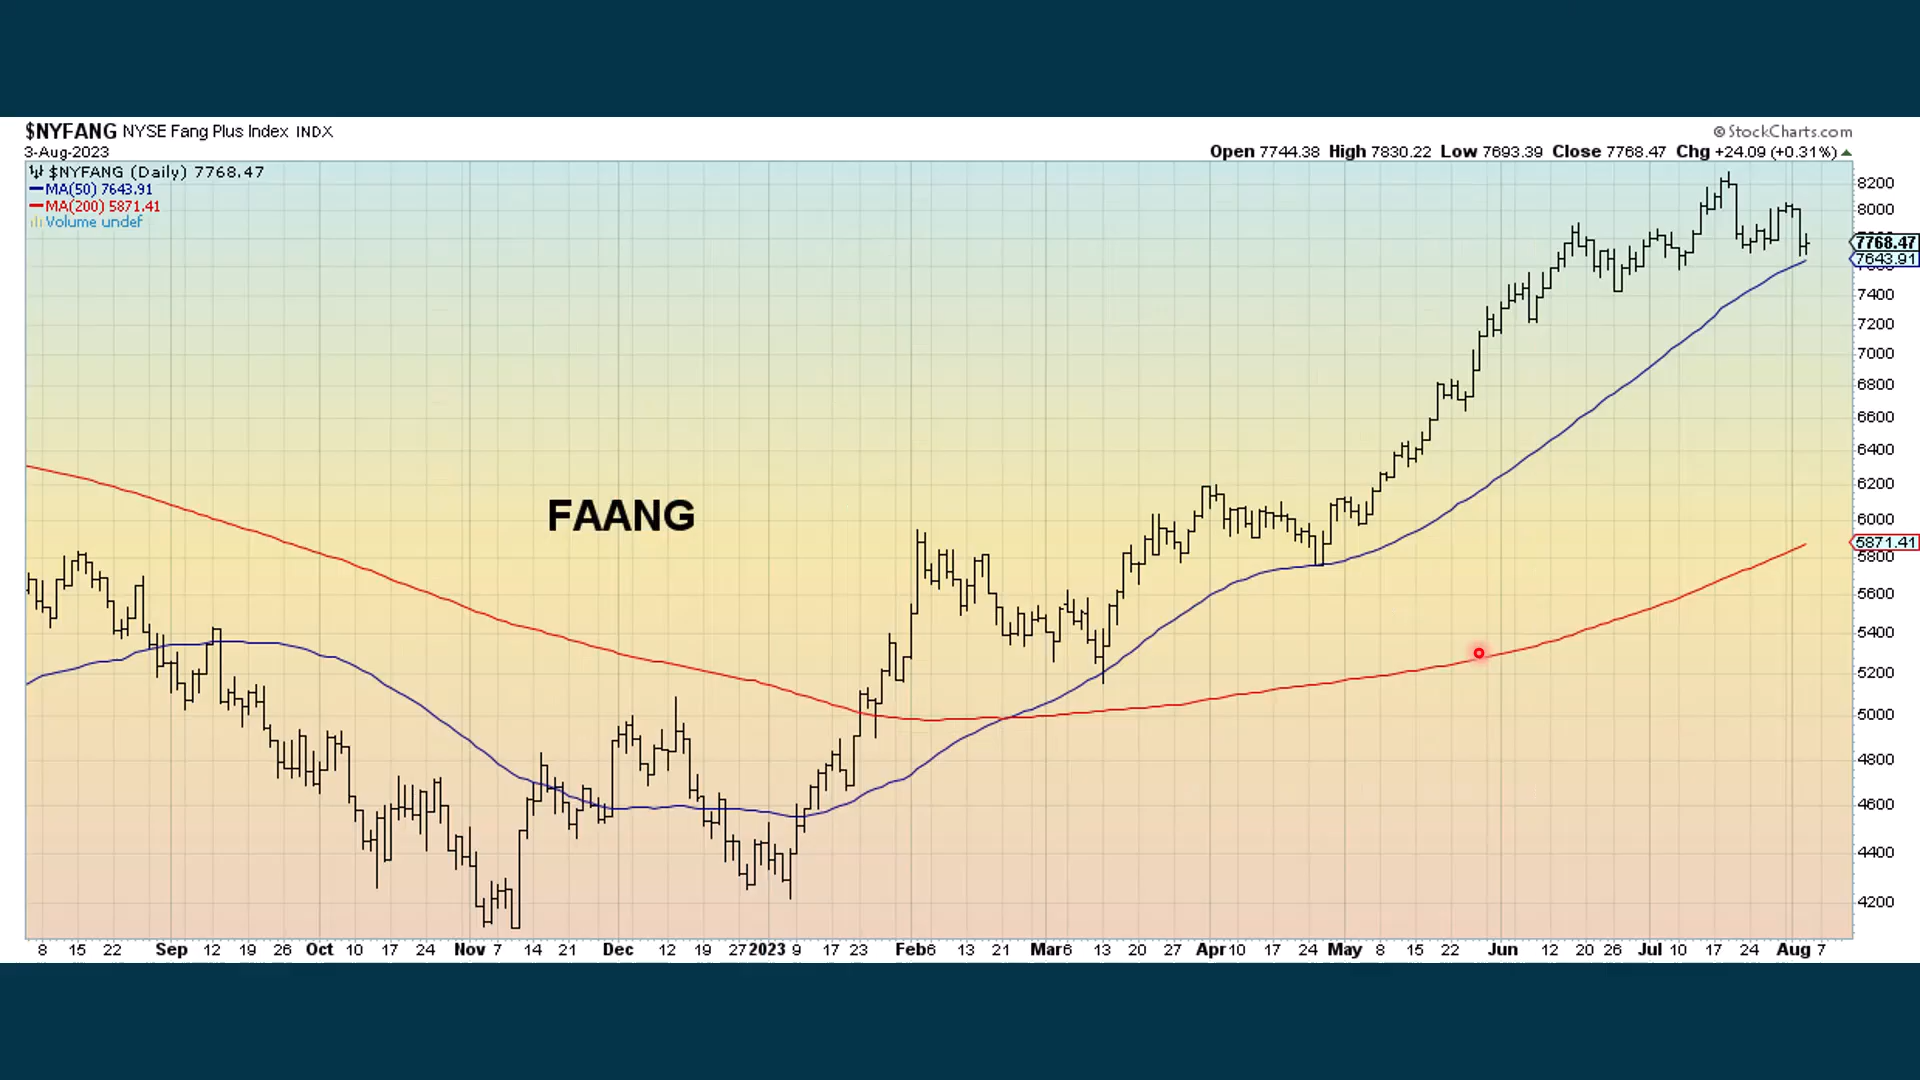 $NYFANG NYSE Fang Plus Index INDX
©StockCharts.com
3-Aug-2023
Open 7744.38 High 7830.22 Low 7693.39 Close 7768.47 Chg +24.09 (+0.31%)
$NYFANG (Daily) 7768.47
MA(50) 7643.91
MA(200) 5871.41
Volume undef
8200
8000
7768.47
7643.91
7400
7200
7000
6800
6600
6400
6200
6000
5871.41
5800
5600
5400
5200
5000
4800
4600
4400
4200
FAANG
8 15 22 Sep 12 19 26 Oct 10 17 24 Nov 7 14 21 Dec 12 19 27 2023 9 17 23 Feb 6 13 21 Mar 6 13 20 27 Apr 10 17 24 May 8 15 22 Jun 12 20 26 Jul 10 17 24 Aug 7